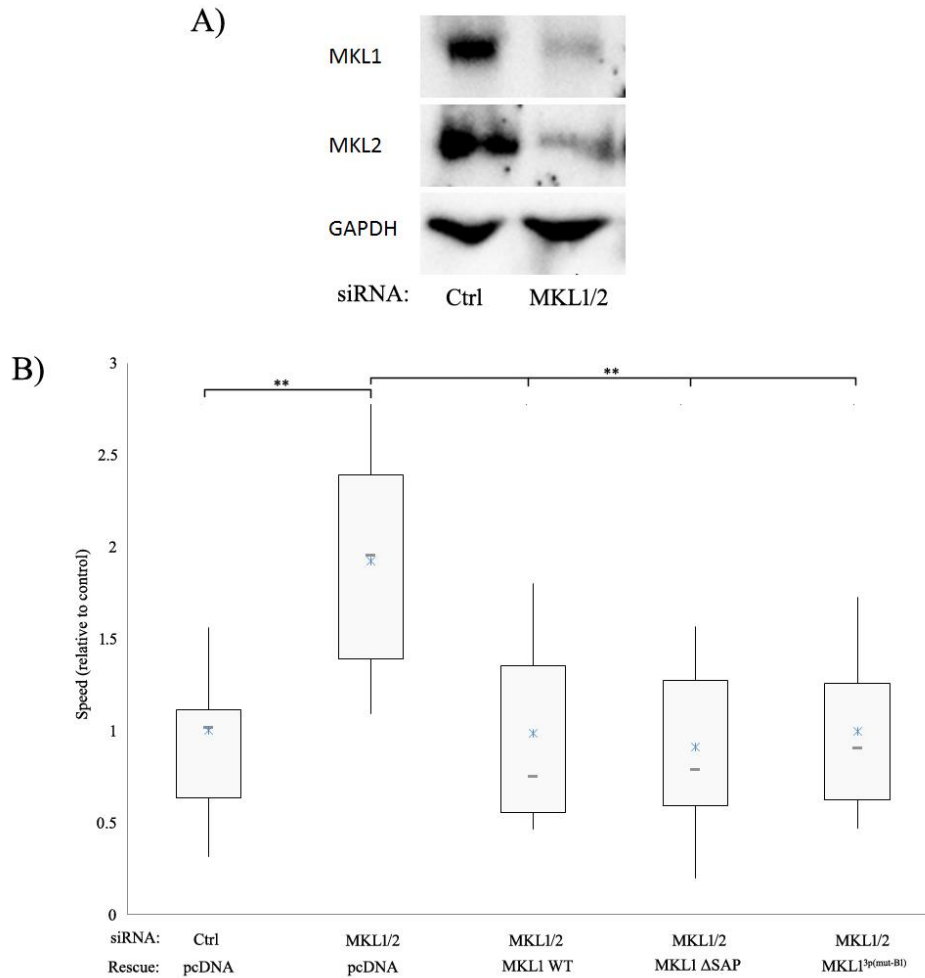 A)
MKL1
MKL2
GAPDH
siRNA: Ctrl MKL1/2
B)
Speed (relative to control)
3
2.5
2
1.5
1
0.5
0
**
**
siRNA: Ctrl MKL1/2 MKL1/2 MKL1/2 MKL1/2
Rescue: pcDNA pcDNA MKL1 WT MKL1 ΔSAP MKL1³ᵖ⁽ᵐᵘᵗ⁻ᴮ¹⁾